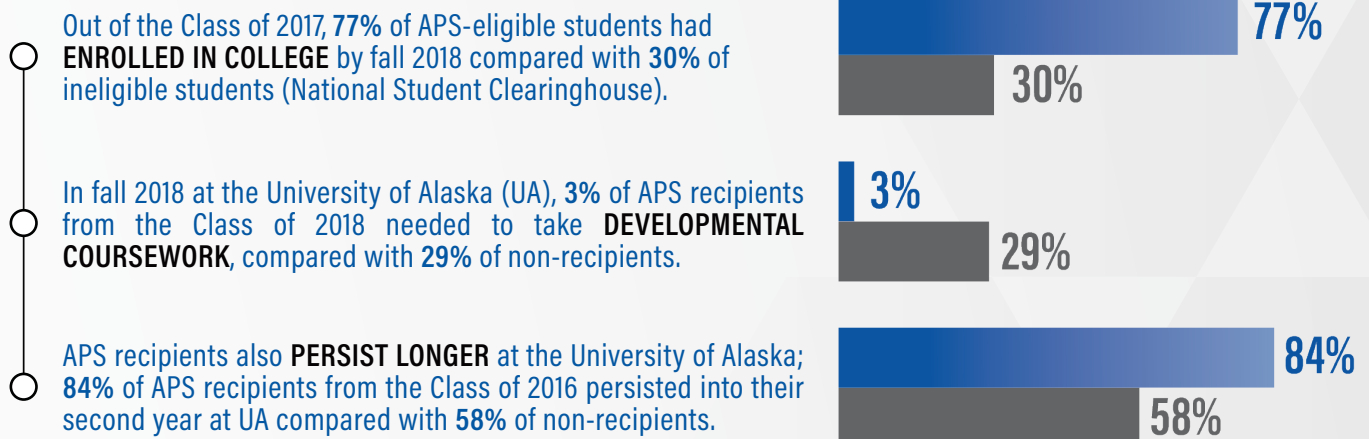 Out of the Class of 2017, 77% of APS-eligible students had
ENROLLED IN COLLEGE by fall 2018 compared with 30% of
ineligible students (National Student Clearinghouse).
77%
30%
In fall 2018 at the University of Alaska (UA), 3% of APS recipients
from the Class of 2018 needed to take DEVELOPMENTAL
COURSEWORK, compared with 29% of non-recipients.
3%
29%
APS recipients also PERSIST LONGER at the University of Alaska;
84% of APS recipients from the Class of 2016 persisted into their
second year at UA compared with 58% of non-recipients.
84%
58%